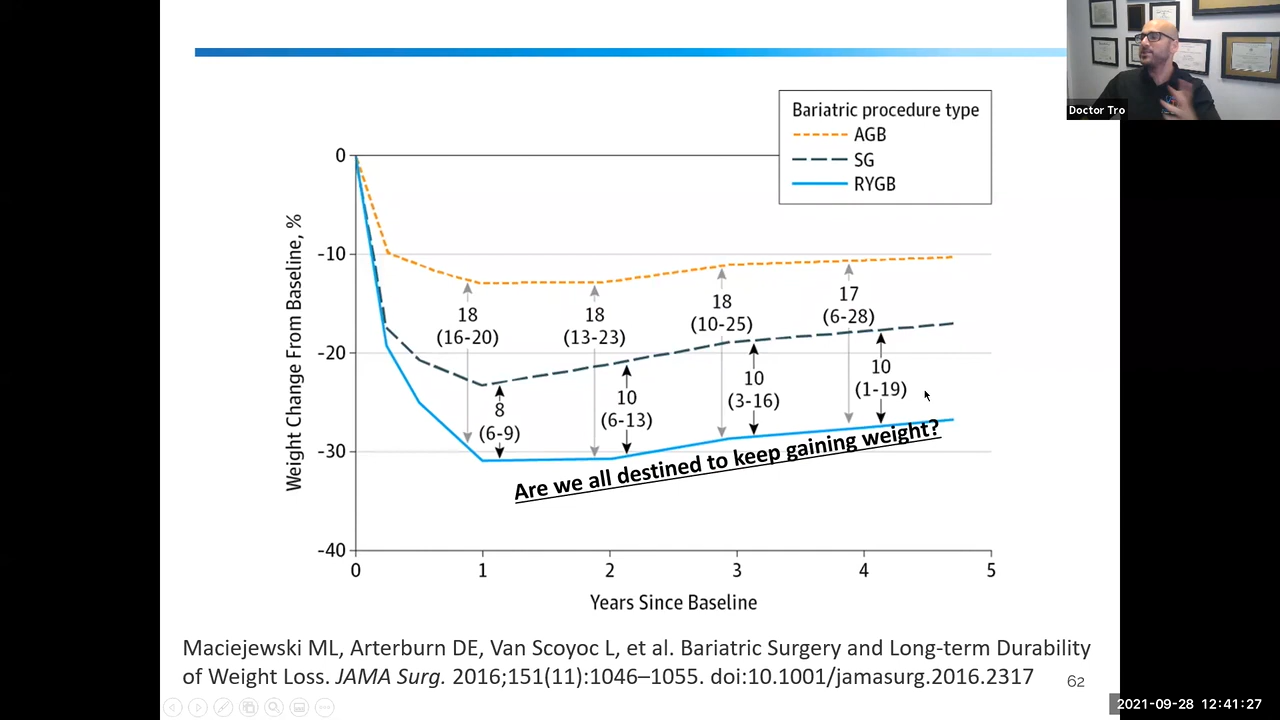 Doctor Tro
Bariatric procedure type
AGB
SG
RYGB
Weight Change From Baseline, %
0
-10
-20
-30
-40
18
(16-20)
18
(13-23)
18
(10-25)
17
(6-28)
8
(6-9)
10
(6-13)
10
(3-16)
10
(1-19)
Are we all destined to keep gaining weight?
0 1 2 3 4 5
Years Since Baseline
Maciejewski ML, Arterburn DE, Van Scoyoc L, et al. Bariatric Surgery and Long-term Durability
of Weight Loss. JAMA Surg. 2016;151(11):1046–1055. doi:10.1001/jamasurg.2016.2317
62
2021-09-28 12:41:27